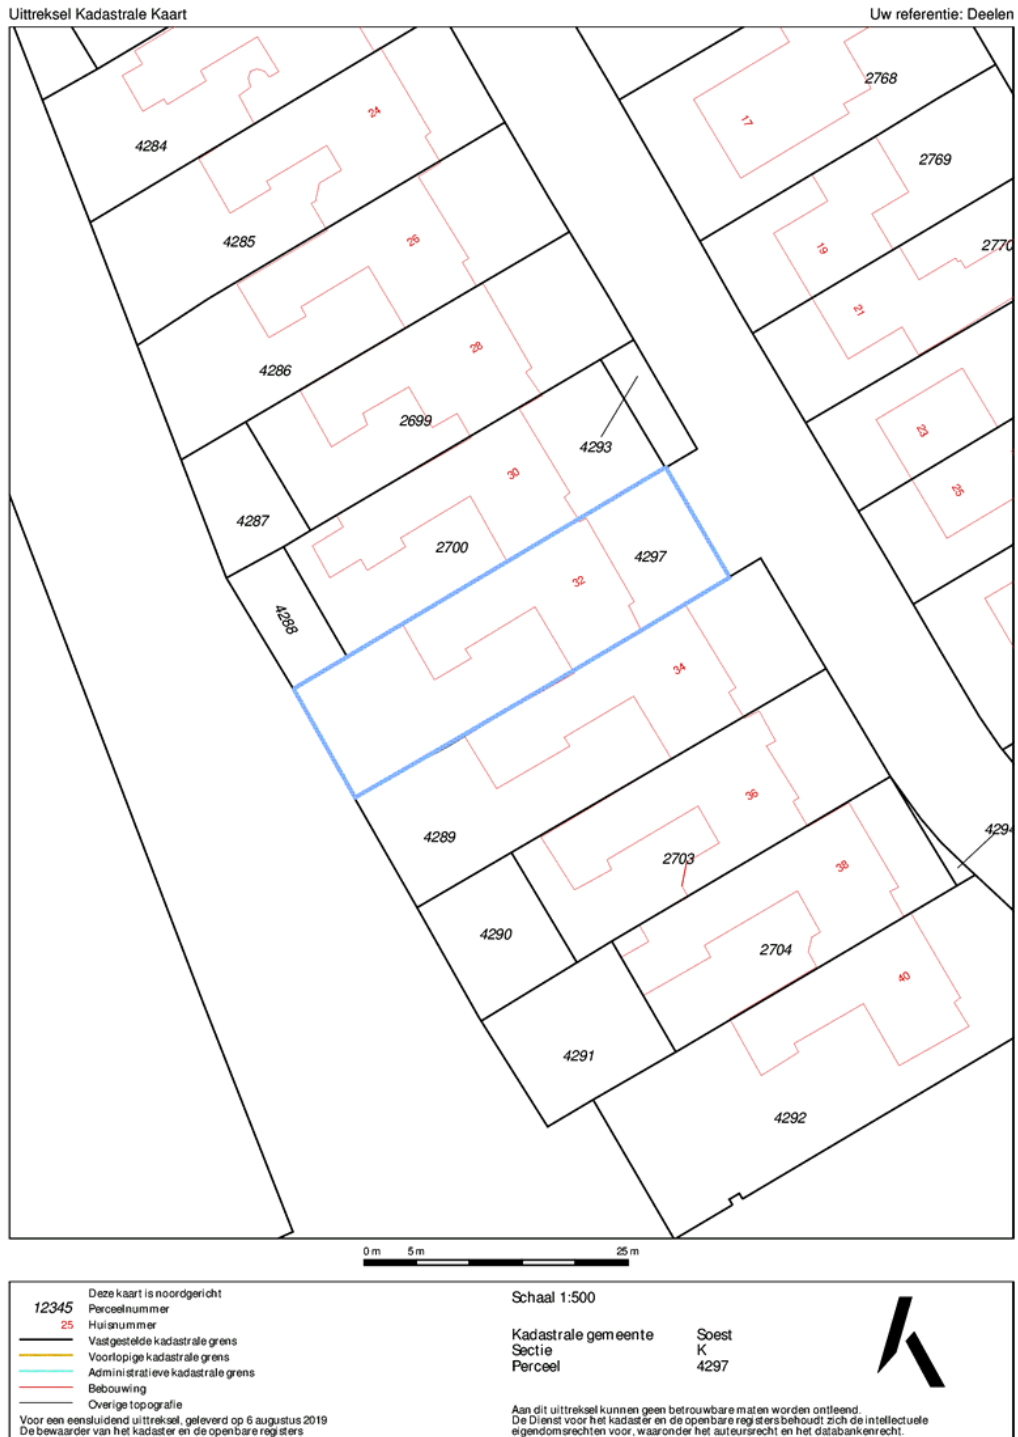 Uittreksel Kadastrale Kaart
Uw referentie: Deelen
2768
24
17
4284
2769
4285
26
19
2770
21
4286
28
2699
4293
23
30
25
4287
2700
4297
32
4288
34
36
4289
4294
2703
38
4290
2704
40
4291
4292
0 m 5 m 25 m
Deze kaart is noordgericht
12345 Perceelnummer
25 Huisnummer
Vastgestelde kadastrale grens
Voorlopige kadastrale grens
Administratieve kadastrale grens
Bebouwing
Overige topografie
Voor een eensluidend uittreksel, geleverd op 6 augustus 2019
De bewaarder van het kadaster en de openbare registers
Schaal 1:500
Kadastrale gemeente Soest
Sectie K
Perceel 4297
Aan dit uittreksel kunnen geen betrouwbare maten worden ontleend.
De Dienst voor het kadaster en de openbare registers behoudt zich de intellectuele
eigendomsrechten voor, waaronder het auteursrecht en het databankenrecht.